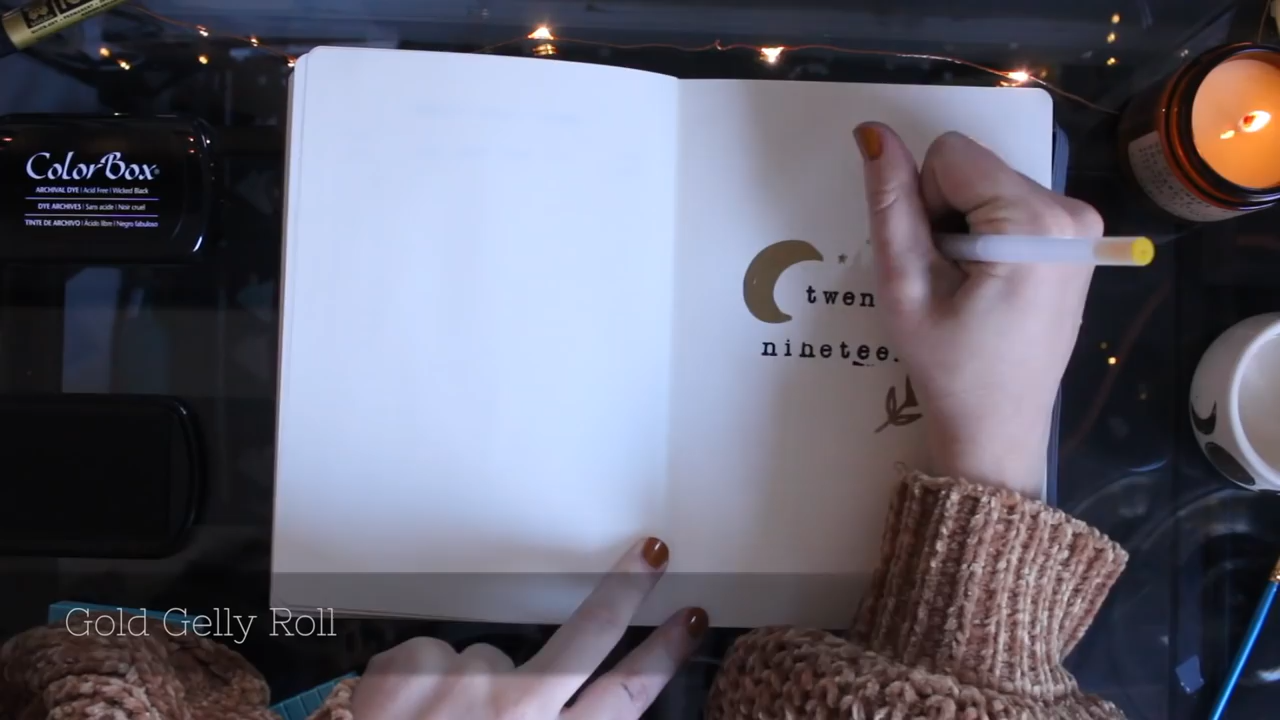 ColorBox®
ARCHIVAL DYE | Acid Free | Wicked Black
DYE ARCHIVES | Sans acide | Noir cruel
TINTE DE ARCHIVO | Ácids libre | Negro fabuloso
twen
ninetee
Gold Gelly Roll